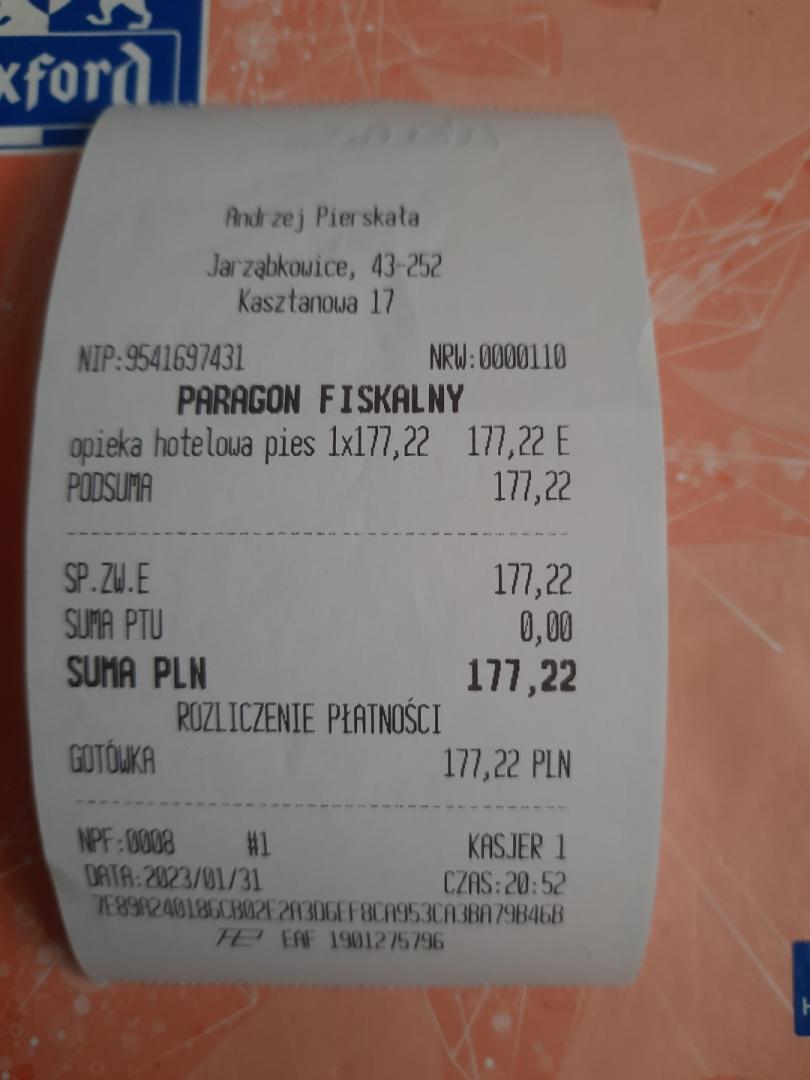 xford
Andrzej Pierskała
Jarząbkowice, 43-252
Kasztanowa 17
NIP:9541697431 NRW:0000110
PARAGON FISKALNY
opieka hotelowa pies 1x177,22 177,22 E
PODSUMA 177,22
SP.ZW.E 177,22
SUMA PTU 0,00
SUMA PLN 177,22
ROZLICZENIE PŁATNOŚCI
GOTÓWKA 177,22 PLN
NPF:0008 #1 KASJER 1
DATA:2023/01/31 CZAS:20:52
7E89A240186CB02E2A3D6EF8CA953CA3BA79B46B
EAF 1901275796
H